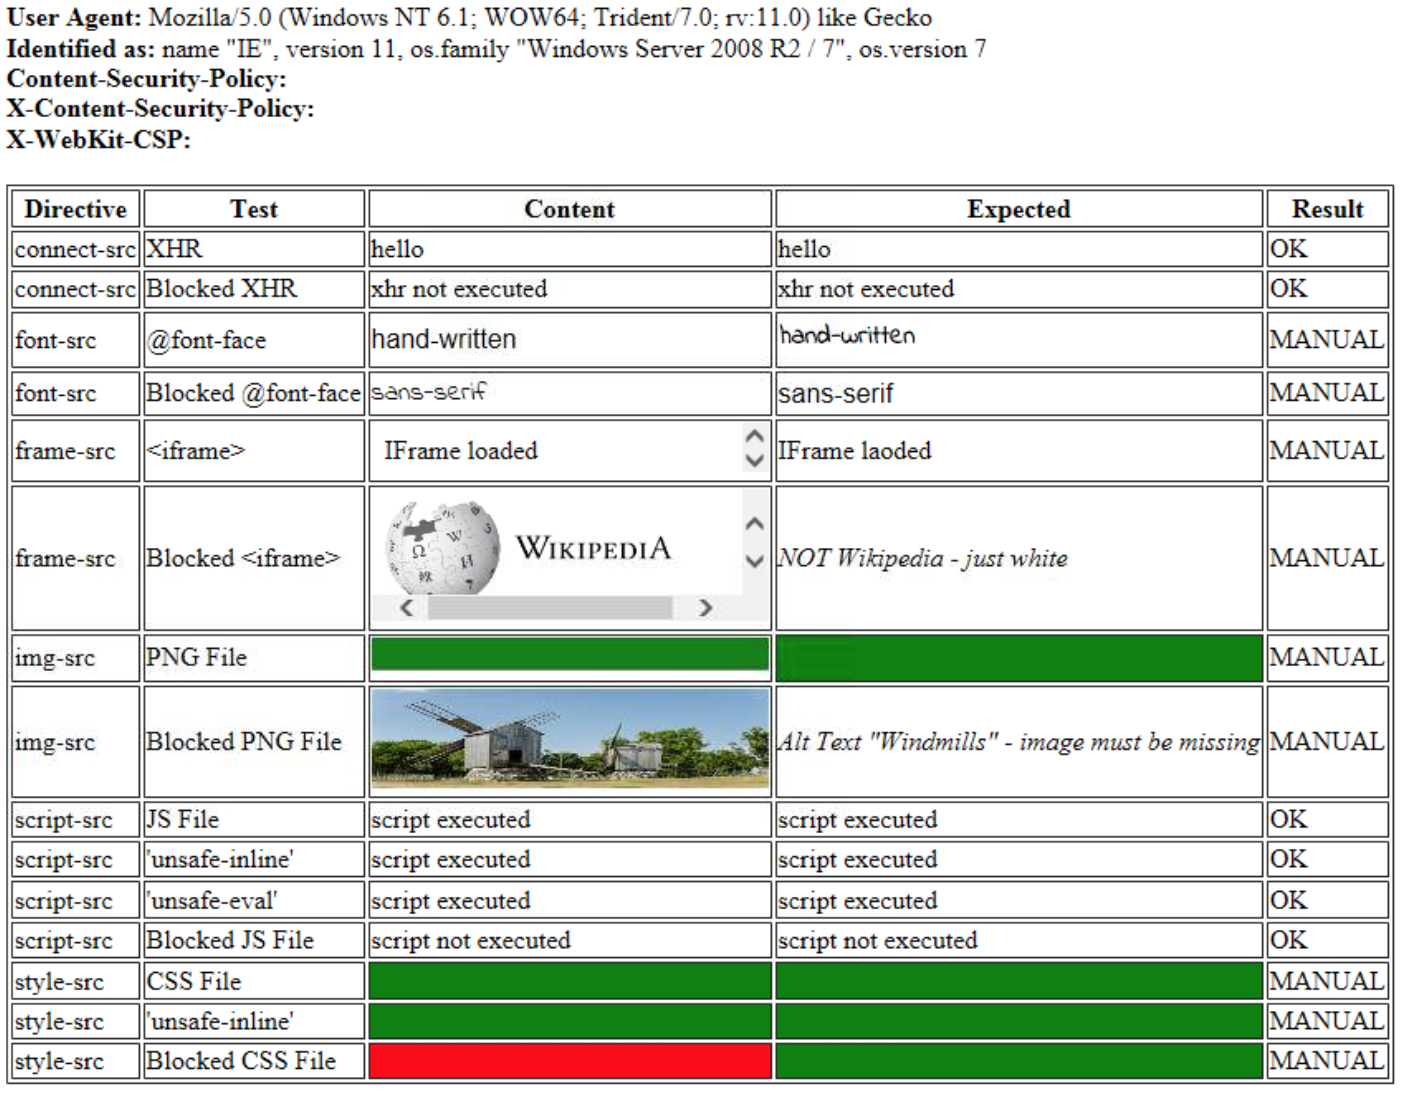 User Agent: Mozilla/5.0 (Windows NT 6.1; WOW64; Trident/7.0; rv:11.0) like Gecko
Identified as: name "IE", version 11, os.family "Windows Server 2008 R2 / 7", os.version 7
Content-Security-Policy:
X-Content-Security-Policy:
X-WebKit-CSP:
Directive Test Content Expected Result
connect-src XHR hello hello OK
connect-src Blocked XHR xhr not executed xhr not executed OK
font-src @font-face hand-written hand-written MANUAL
font-src Blocked @font-face sans-serif sans-serif MANUAL
frame-src <iframe> IFrame loaded IFrame laoded MANUAL
frame-src Blocked <iframe> WIKIPEDIA NOT Wikipedia - just white MANUAL
img-src PNG File MANUAL
img-src Blocked PNG File Alt Text "Windmills" - image must be missing MANUAL
script-src JS File script executed script executed OK
script-src 'unsafe-inline' script executed script executed OK
script-src 'unsafe-eval' script executed script executed OK
script-src Blocked JS File script not executed script not executed OK
style-src CSS File MANUAL
style-src 'unsafe-inline' MANUAL
style-src Blocked CSS File MANUAL